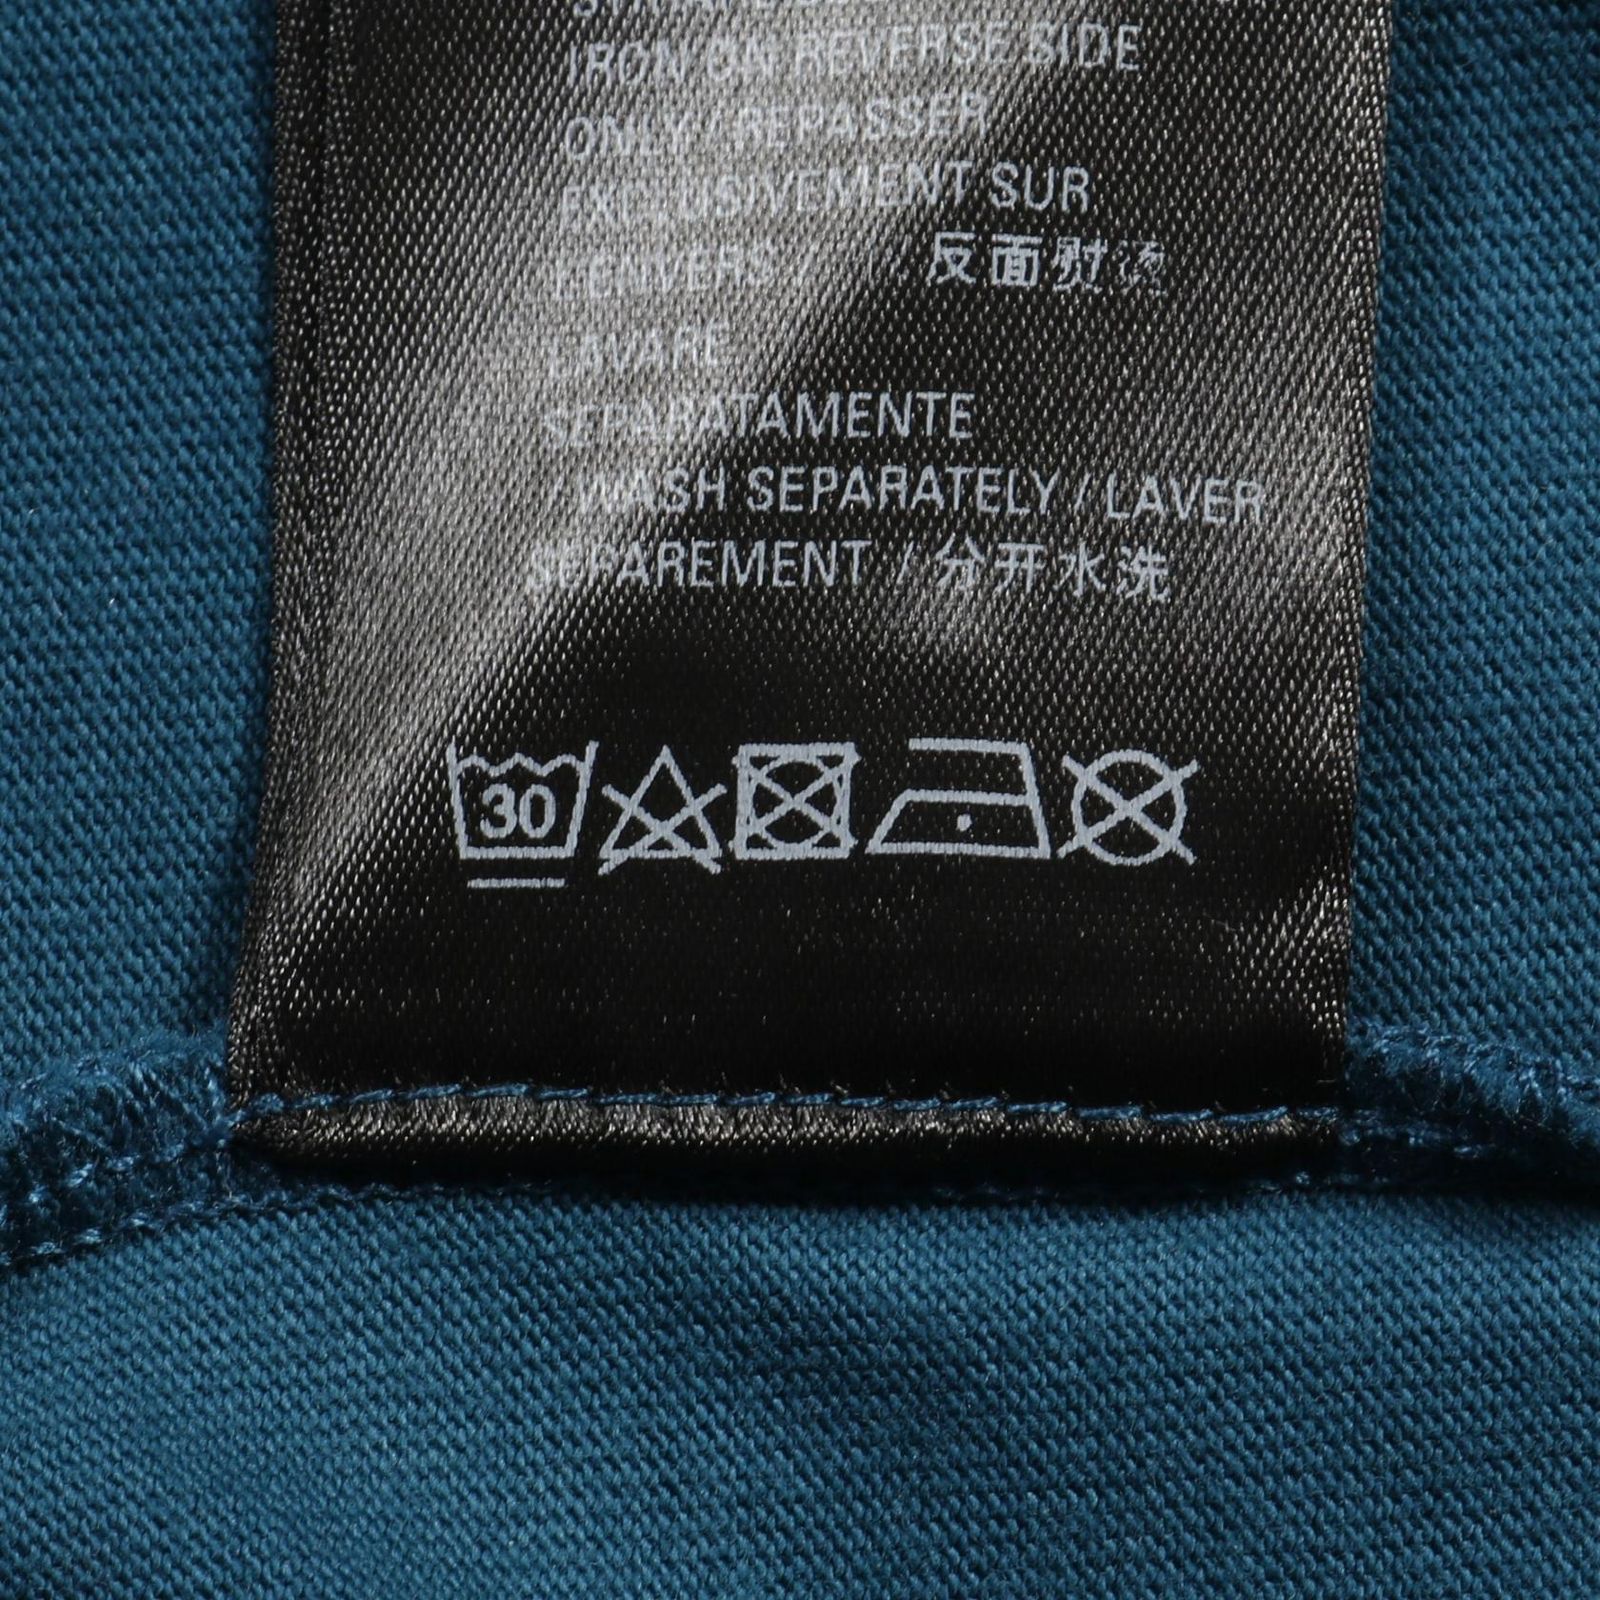 IRON ON REVERSE SIDE
ONLY / REPASSER
EXCLUSIVEMENT SUR
L'ENVERS / 反面熨烫
LAVARE
SEPARATAMENTE
/ WASH SEPARATELY / LAVER
SEPAREMENT / 分开水洗
30